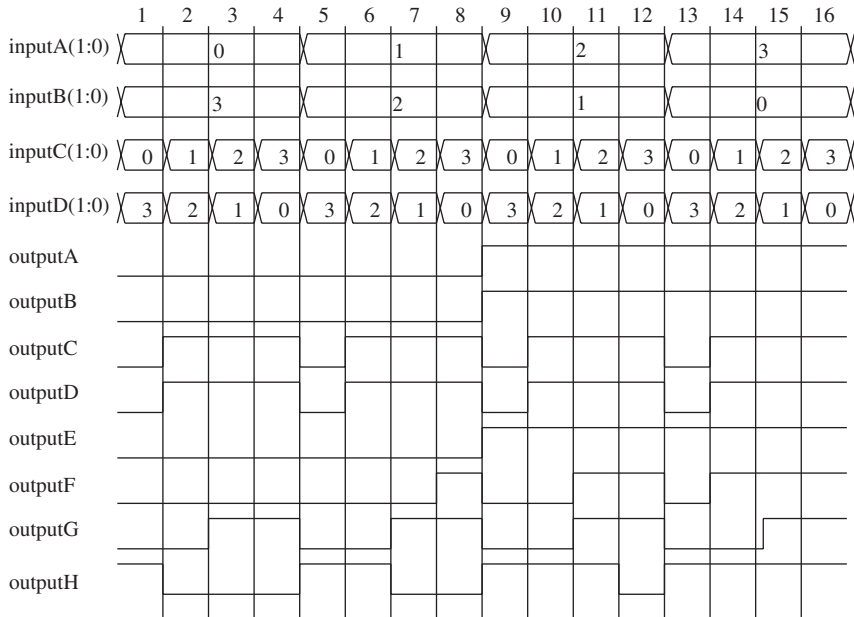 1 2 3 4 5 6 7 8 9 10 11 12 13 14 15 16
inputA(1:0) 0 1 2 3
inputB(1:0) 3 2 1 0
inputC(1:0) 0 1 2 3 0 1 2 3 0 1 2 3 0 1 2 3
inputD(1:0) 3 2 1 0 3 2 1 0 3 2 1 0 3 2 1 0
outputA
outputB
outputC
outputD
outputE
outputF
outputG
outputH